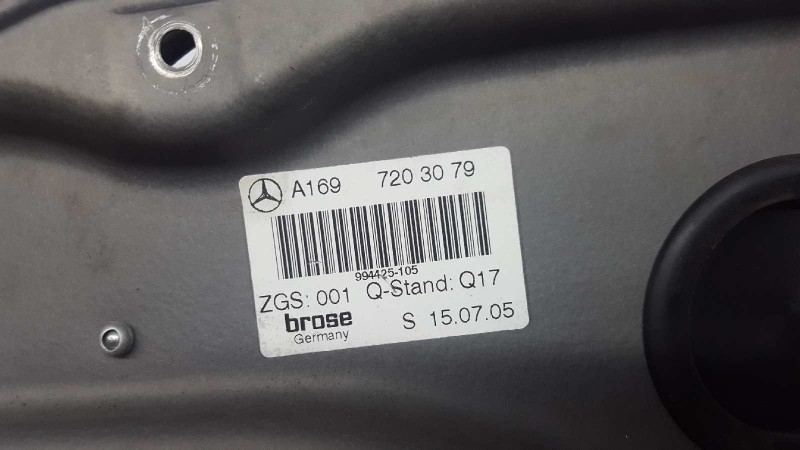 A169 720 30 79
994425-105
ZGS: 001 Q-Stand: Q17
brose S 15.07.05
Germany